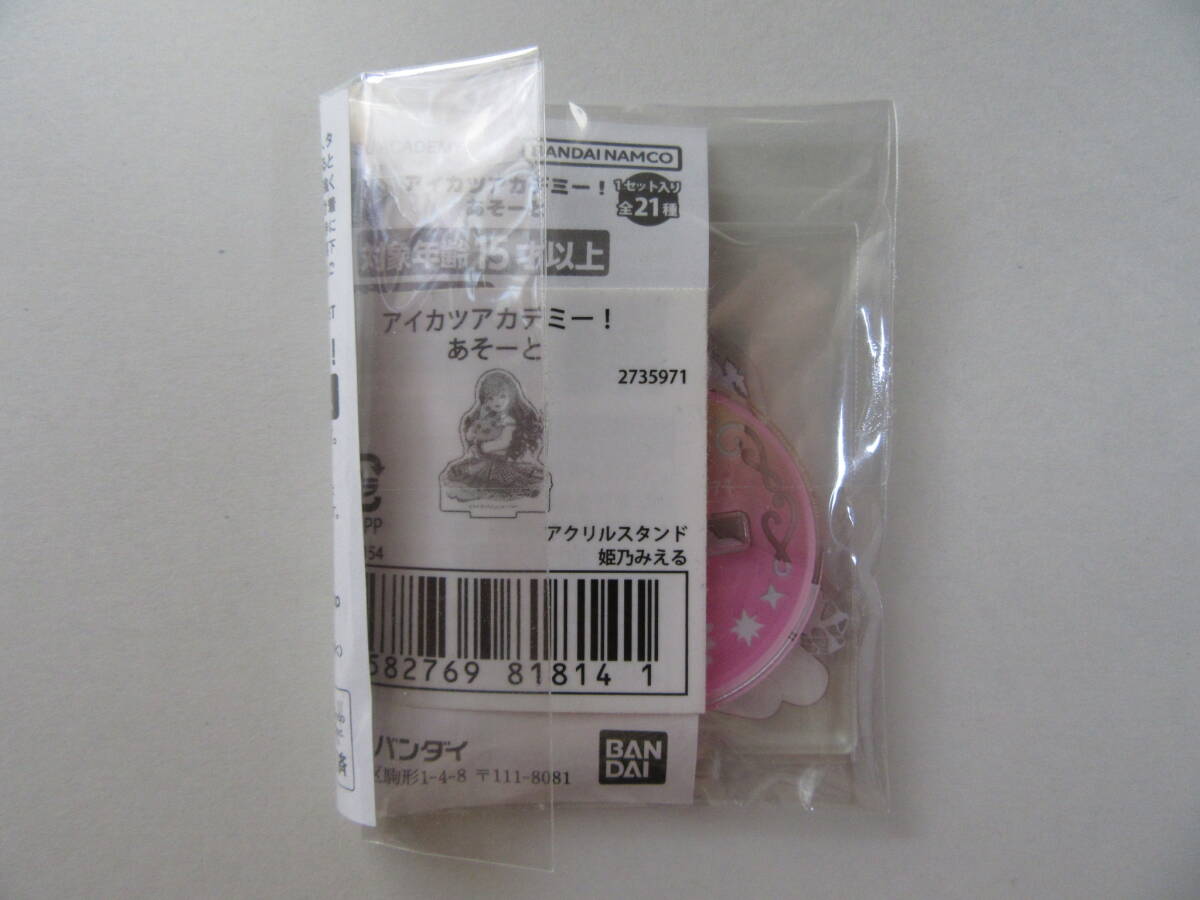 BANDAI NAMCO
アイカツアカデミー！
あそーと
1セット入り
全21種
対象年齢15才以上
アイカツアカデミー！
あそーと
2735971
アクリルスタンド
姫乃みえる
582769 81814 1
バンダイ
駒形1-4-8 〒111-8081
BAN
DAI